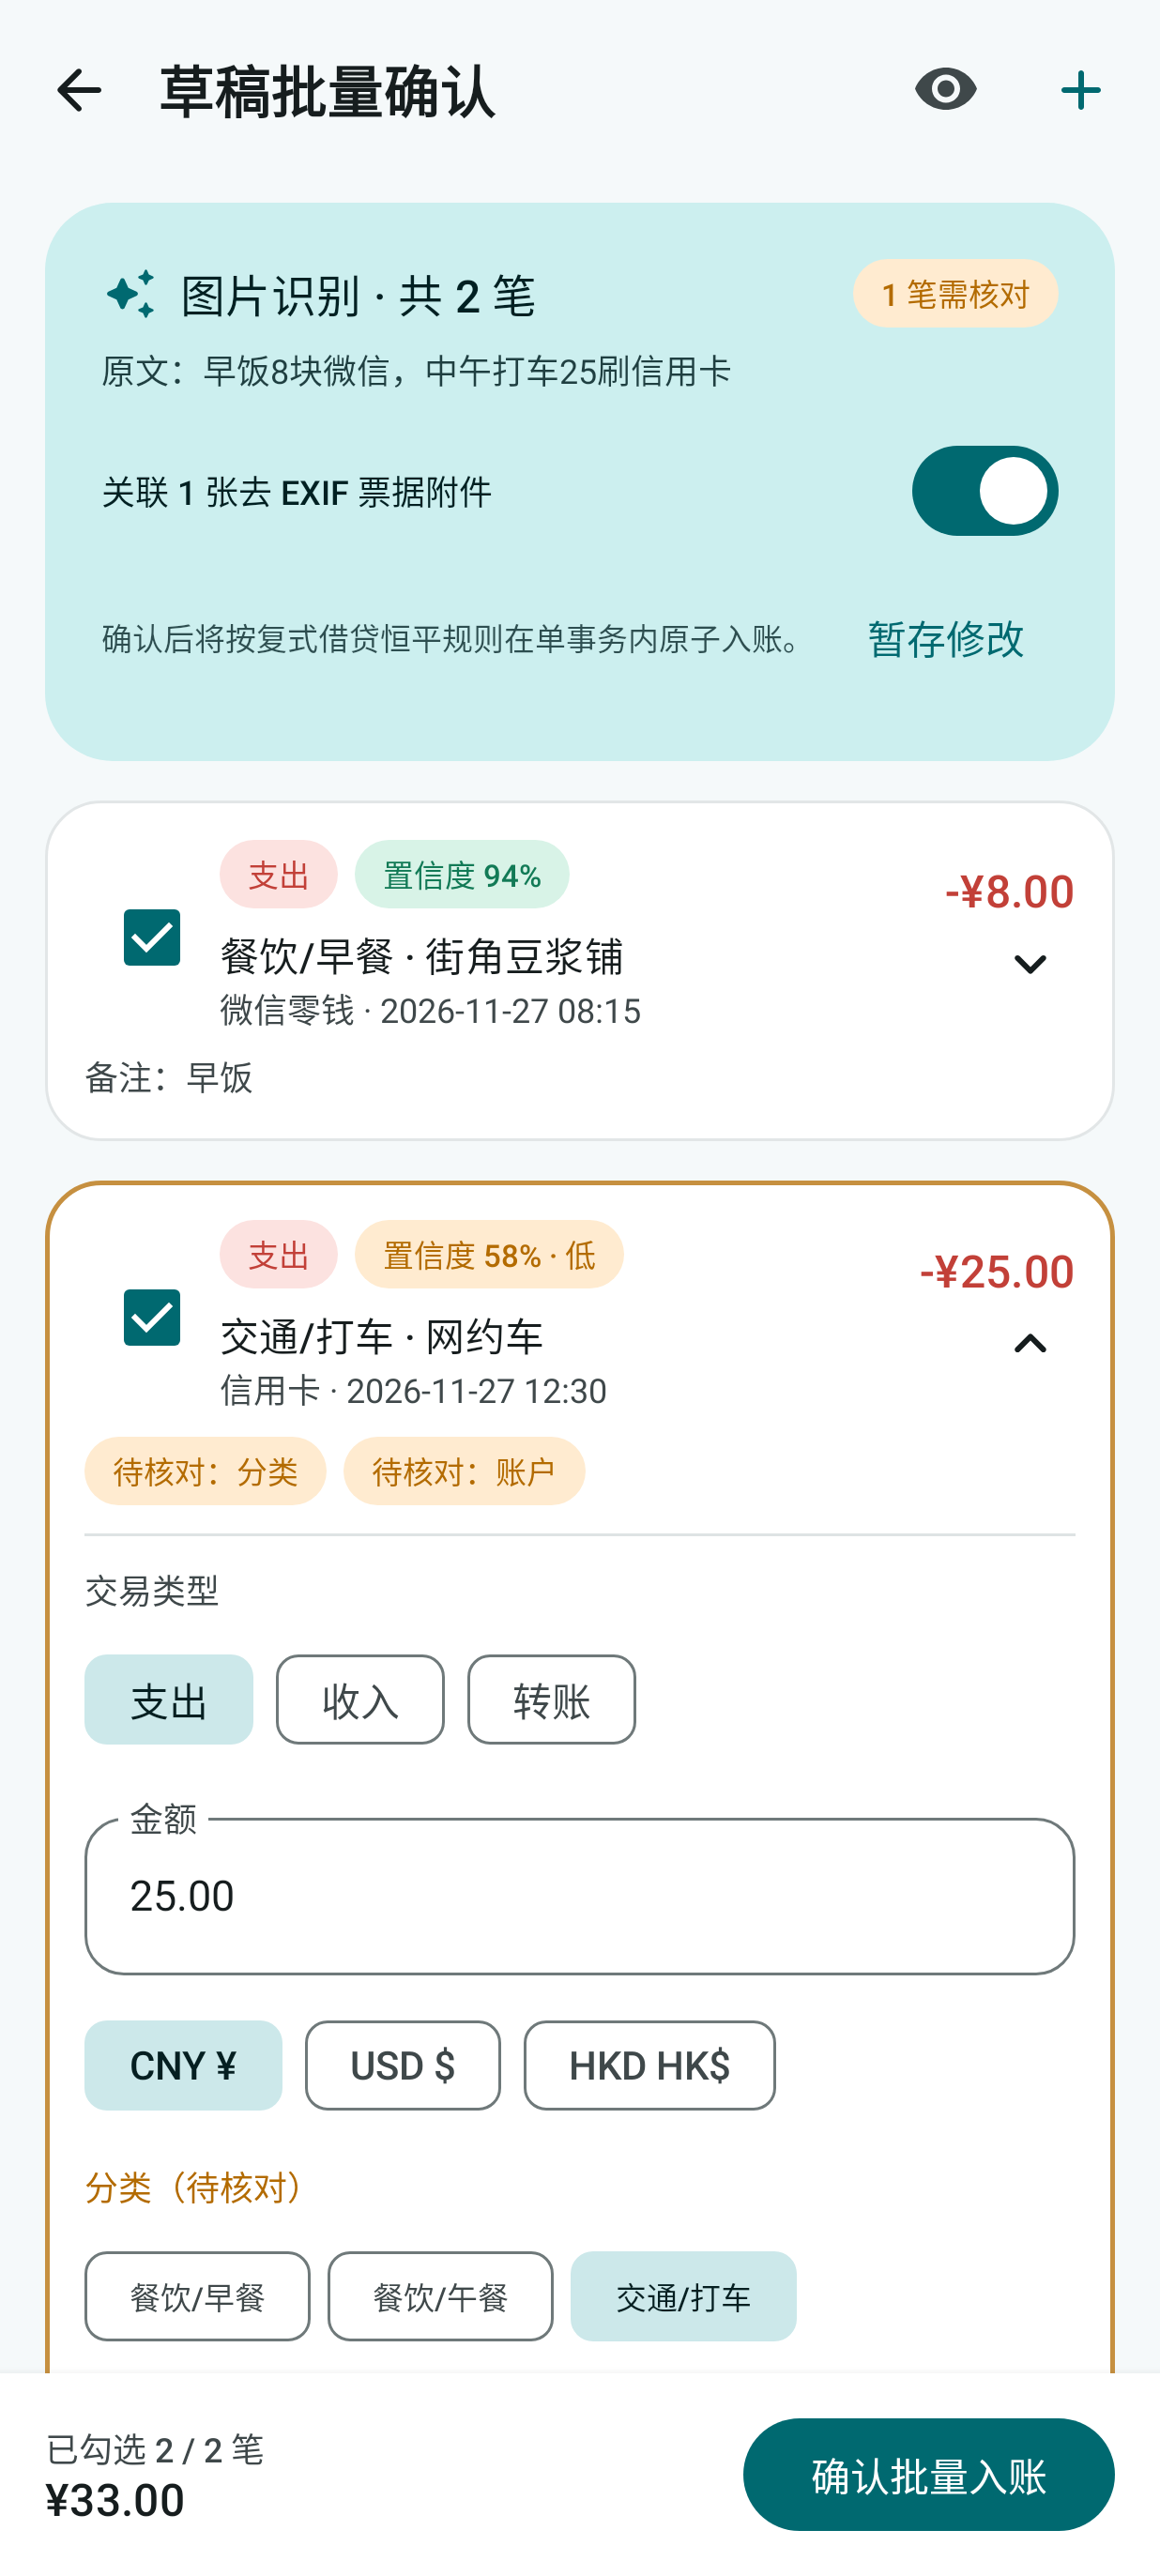 草稿批量确认
图片识别 · 共 2 笔
1 笔需核对
原文：早饭8块微信，中午打车25刷信用卡
关联 1 张去 EXIF 票据附件
确认后将按复式借贷恒平规则在单事务内原子入账。
暂存修改
支出
置信度 94%
-¥8.00
餐饮/早餐 · 街角豆浆铺
微信零钱 · 2026-11-27 08:15
备注：早饭
支出
置信度 58% · 低
-¥25.00
交通/打车 · 网约车
信用卡 · 2026-11-27 12:30
待核对：分类
待核对：账户
交易类型
支出
收入
转账
金额
25.00
CNY ¥
USD $
HKD HK$
分类（待核对）
餐饮/早餐
餐饮/午餐
交通/打车
已勾选 2 / 2 笔
¥33.00
确认批量入账